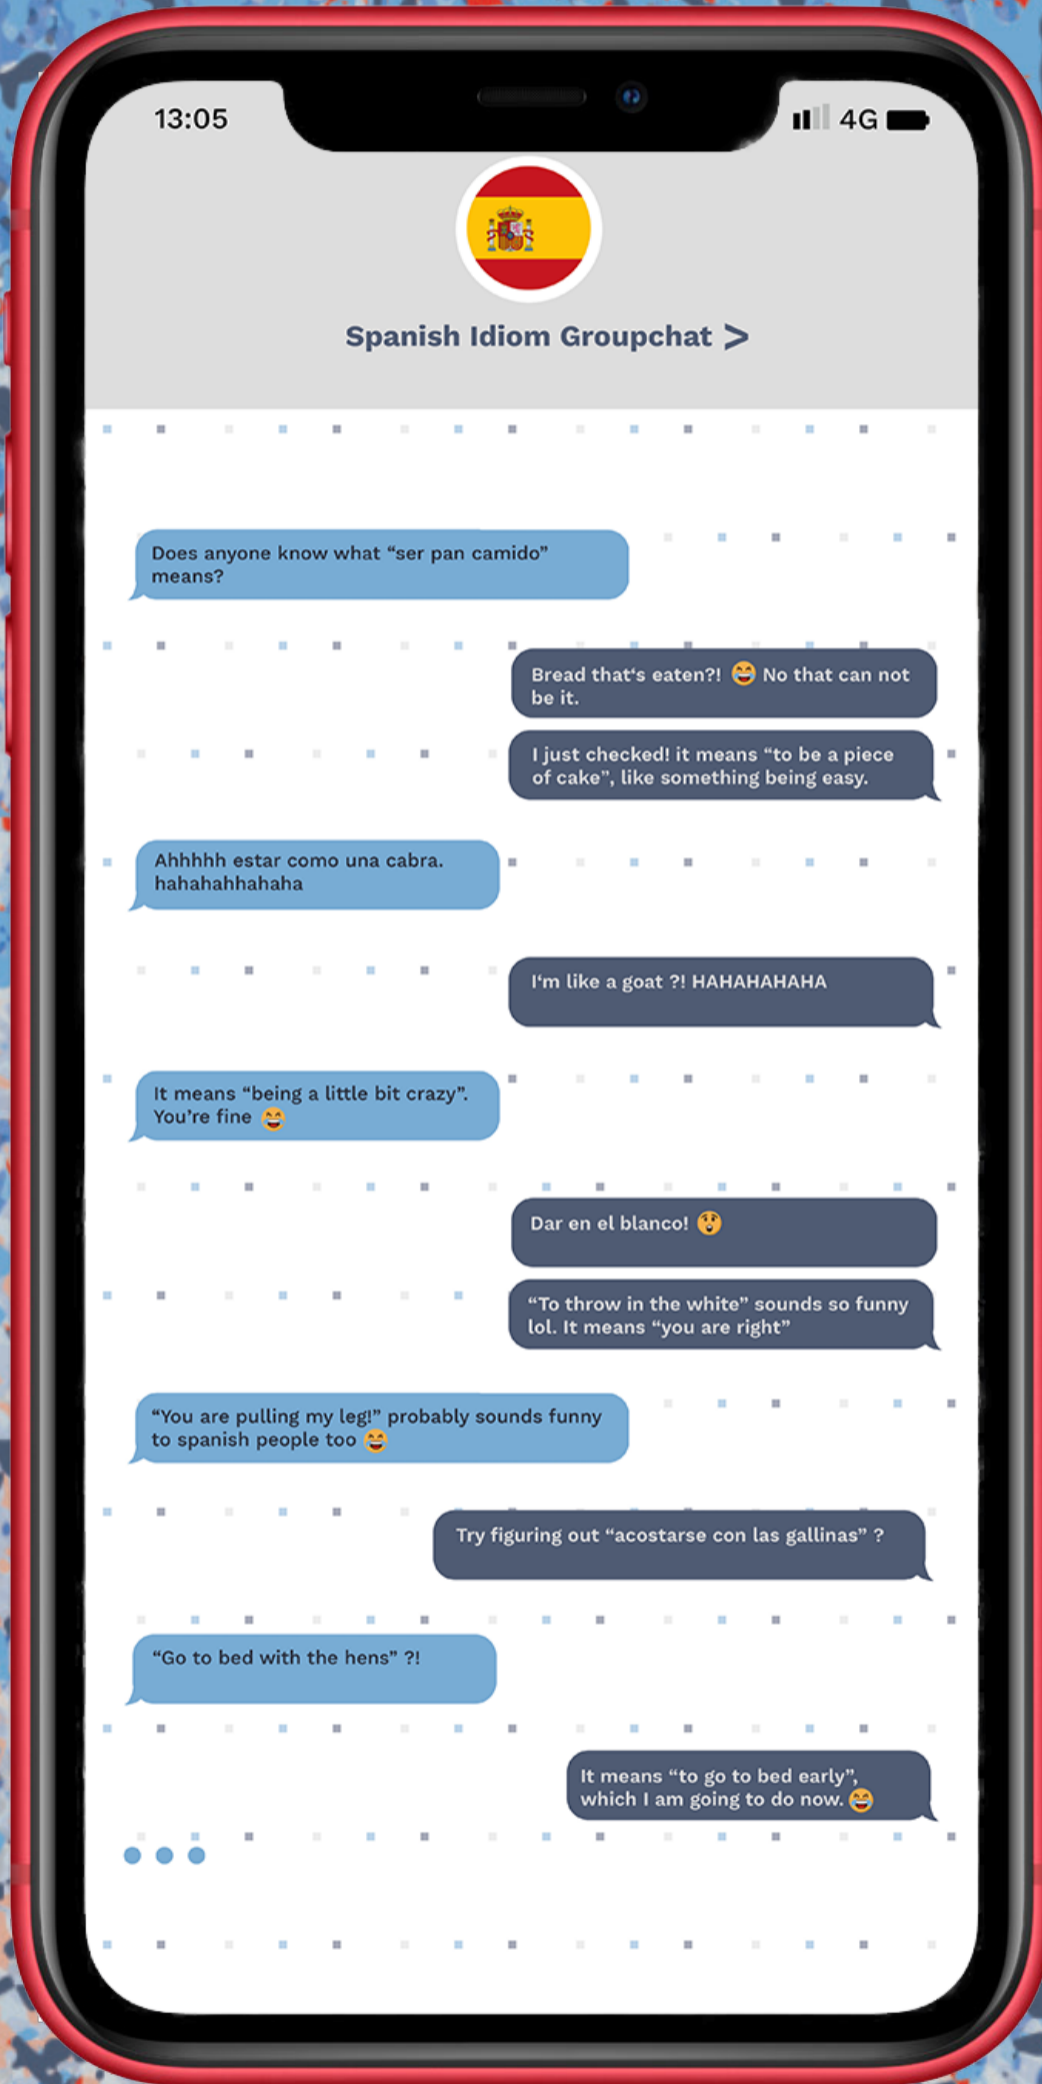 13:05
4G
Spanish Idiom Groupchat >
Does anyone know what “ser pan camido”
means?
Bread that‘s eaten?! 😂 No that can not
be it.
I just checked! it means “to be a piece
of cake”, like something being easy.
Ahhhhh estar como una cabra.
hahahahhahaha
I‘m like a goat ?! HAHAHAHAHA
It means “being a little bit crazy”.
You’re fine 😂
Dar en el blanco! 😲
“To throw in the white” sounds so funny
lol. It means “you are right”
“You are pulling my leg!” probably sounds funny
to spanish people too 😂
Try figuring out “acostarse con las gallinas” ?
“Go to bed with the hens” ?!
It means “to go to bed early”,
which I am going to do now. 😂